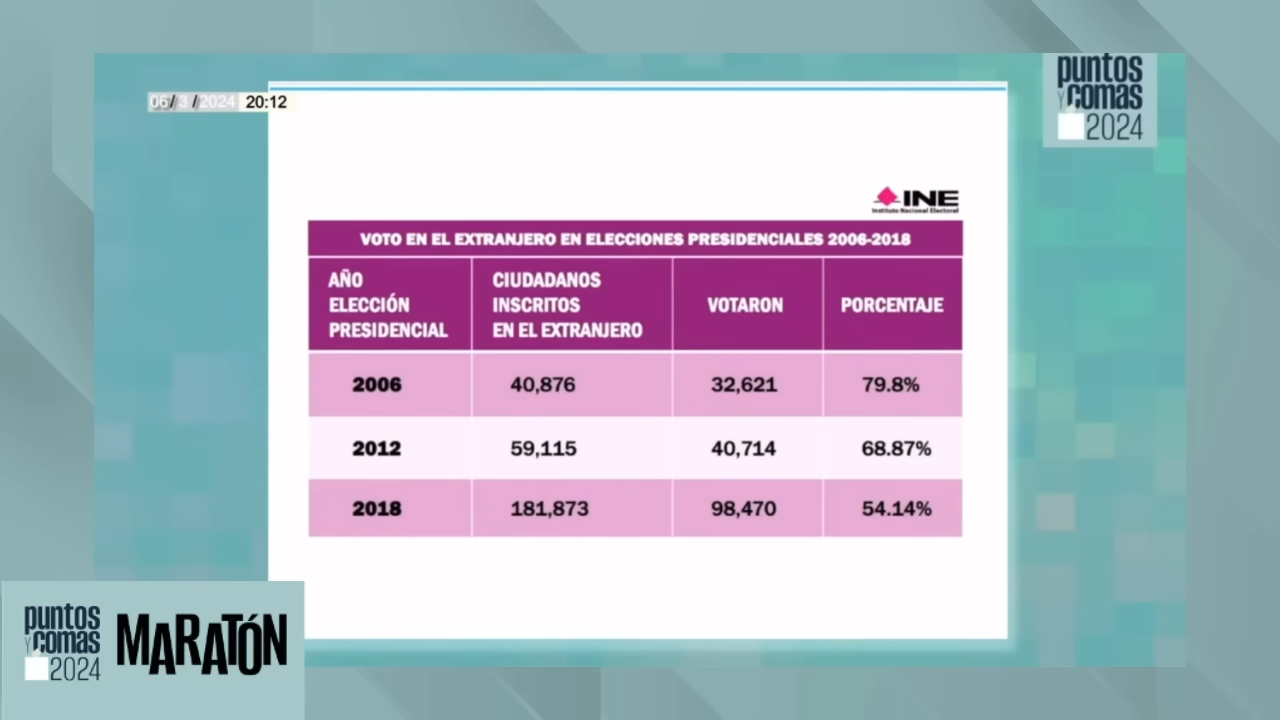 06/ 3 /2024 20:12
puntos
y comas
2024
INE
Instituto Nacional Electoral
VOTO EN EL EXTRANJERO EN ELECCIONES PRESIDENCIALES 2006-2018
AÑO
ELECCIÓN
PRESIDENCIAL
CIUDADANOS
INSCRITOS
EN EL EXTRANJERO
VOTARON
PORCENTAJE
2006 40,876 32,621 79.8%
2012 59,115 40,714 68.87%
2018 181,873 98,470 54.14%
puntos
y comas
2024
MARATÓN